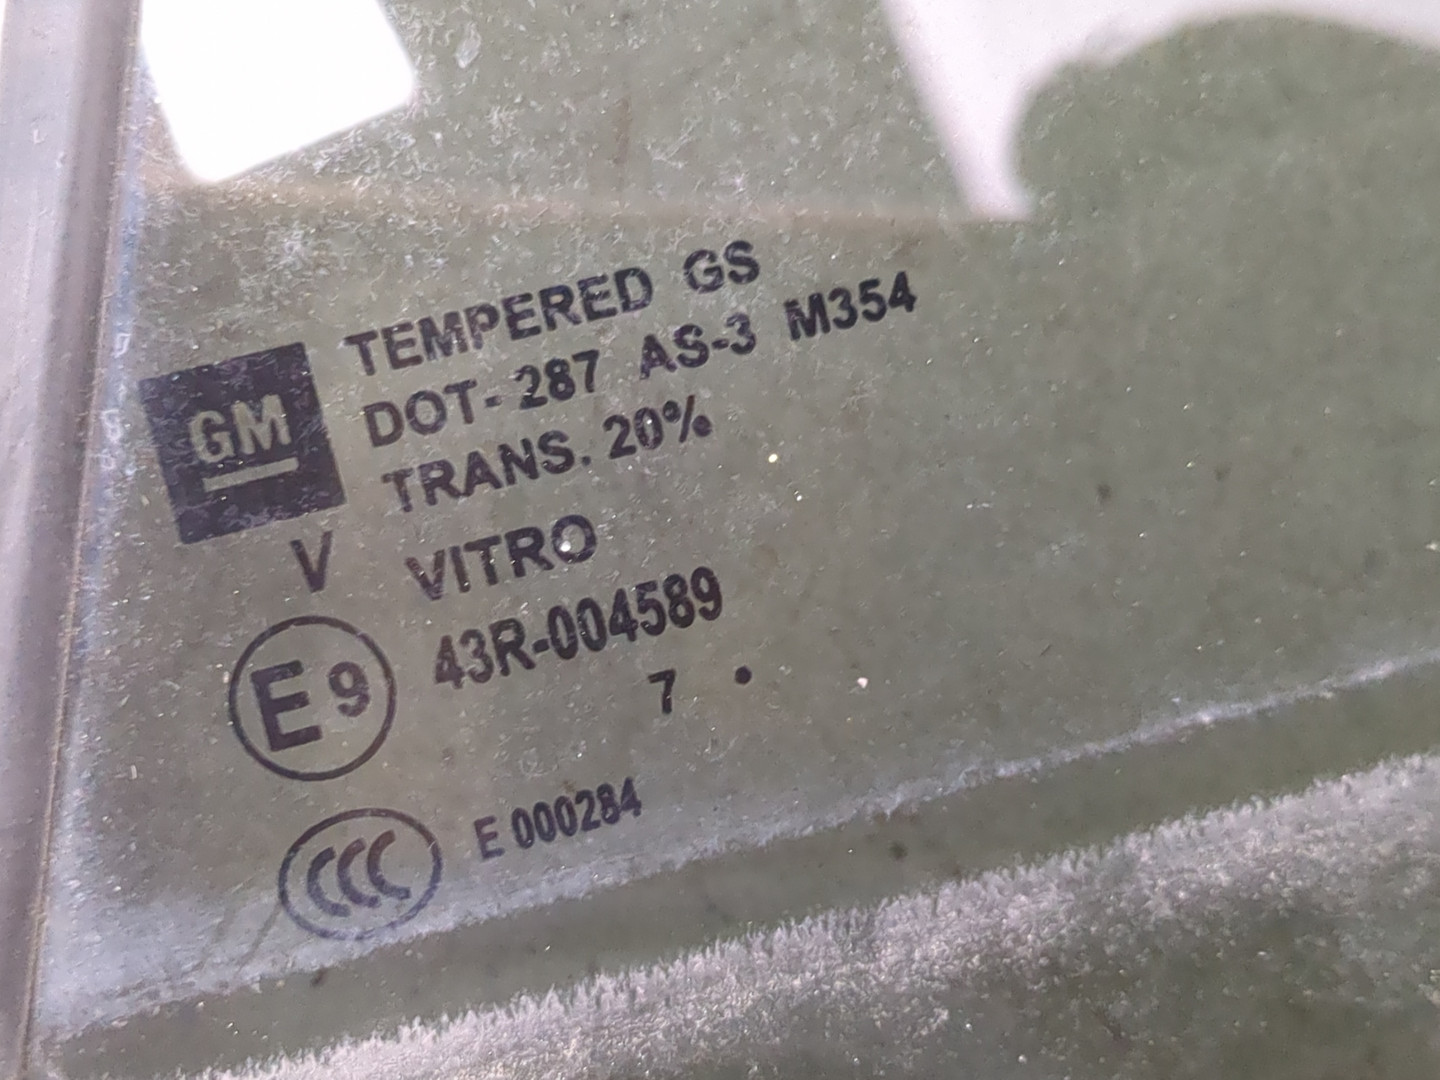 TEMPERED GS
DOT-287 AS-3 M354
TRANS. 20%
GM
V VITRO
E9 43R-004589
7 •
CCC E 000284